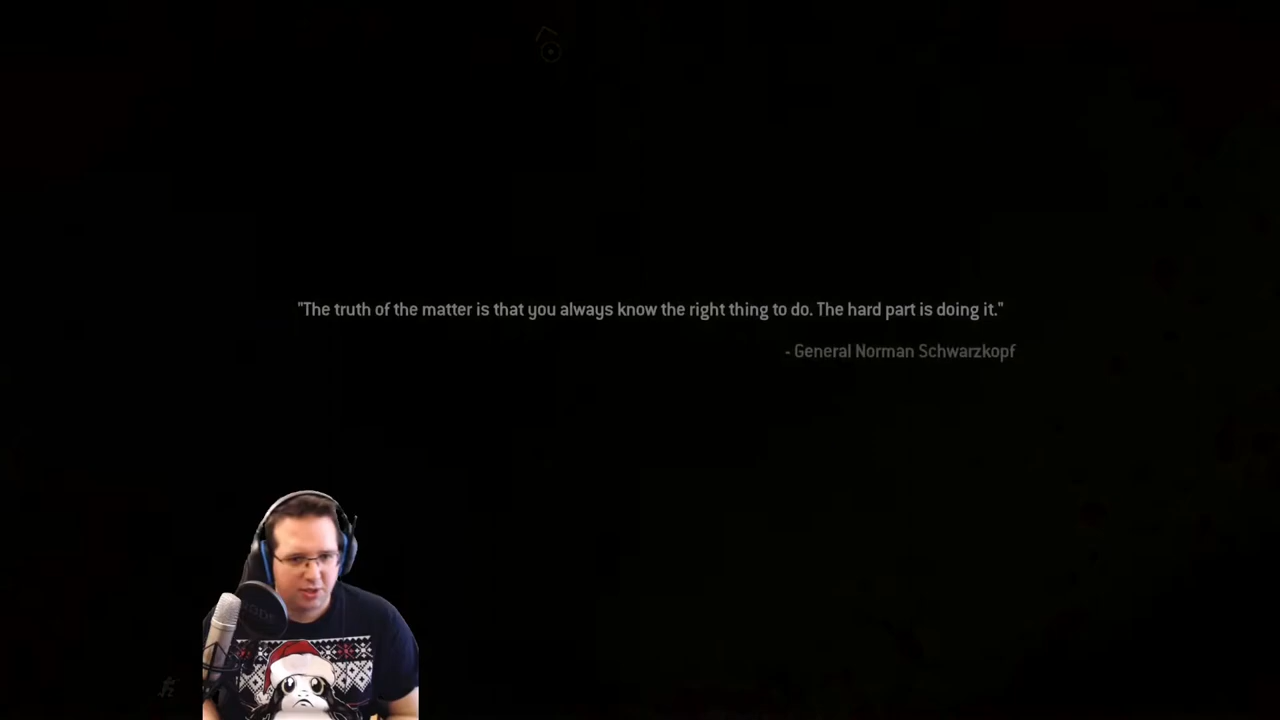 "The truth of the matter is that you always know the right thing to do. The hard part is doing it."
- General Norman Schwarzkopf
RODE